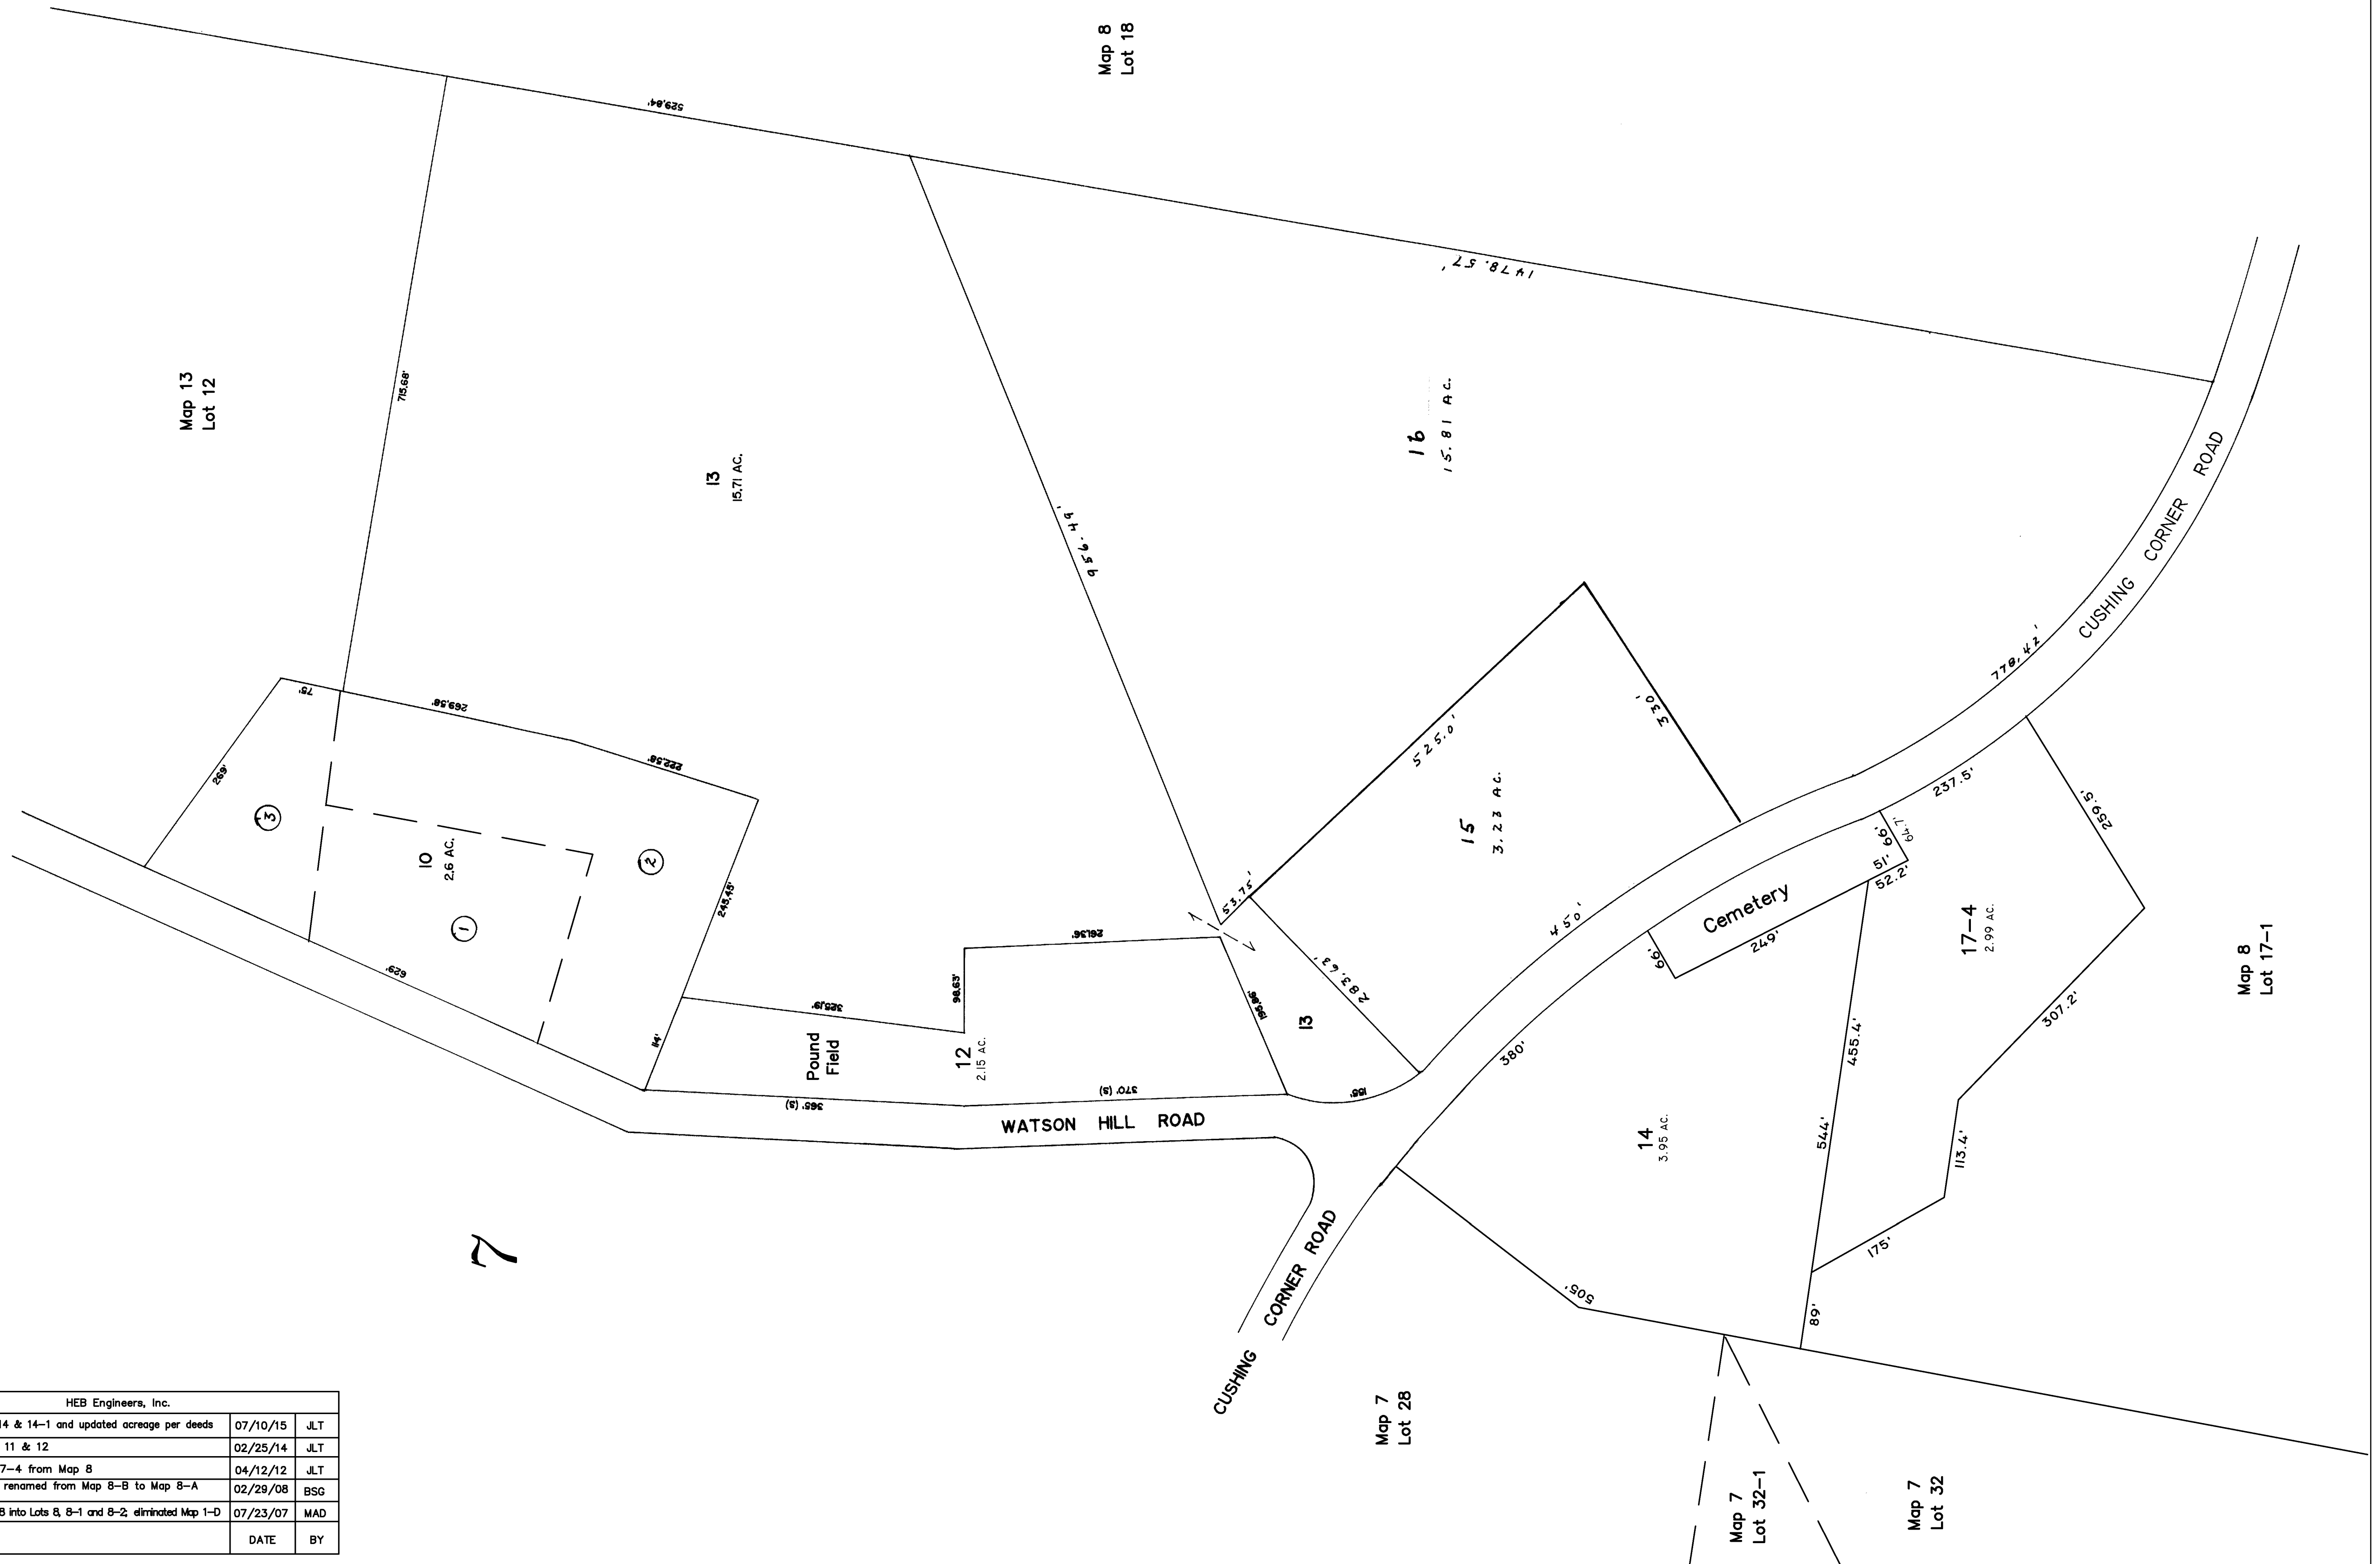 Map 8
Lot 18
529.84'
1478.57'
Map 13
Lot 12
715.68'
13
15.71 AC.
16
15.81 AC.
956.49'
CUSHING CORNER ROAD
778.42'
75'
269.58'
222.58'
269'
3
10
2.6 AC.
2
1
245.45'
629'
114'
325.19'
98.63'
261.36'
Pound
Field
12
2.15 AC.
365' (S)
370' (S)
WATSON HILL ROAD
195.86'
13
155'
53.75'
283.63'
525.0'
330'
15
3.23 AC.
450'
237.5'
66'
64.7'
51'
52.2'
Cemetery
249'
66'
259.5'
17-4
2.99 AC.
307.2'
113.4'
175'
455.4'
544'
89'
380'
14
3.95 AC.
505'
Map 8
Lot 17-1
7
CUSHING CORNER ROAD
Map 7
Lot 28
Map 7
Lot 32-1
Map 7
Lot 32
HEB Engineers, Inc.
14 & 14-1 and updated acreage per deeds 07/10/15 JLT
11 & 12 02/25/14 JLT
7-4 from Map 8 04/12/12 JLT
renamed from Map 8-B to Map 8-A 02/29/08 BSG
8 into Lots 8, 8-1 and 8-2; eliminated Map 1-D 07/23/07 MAD
DATE BY